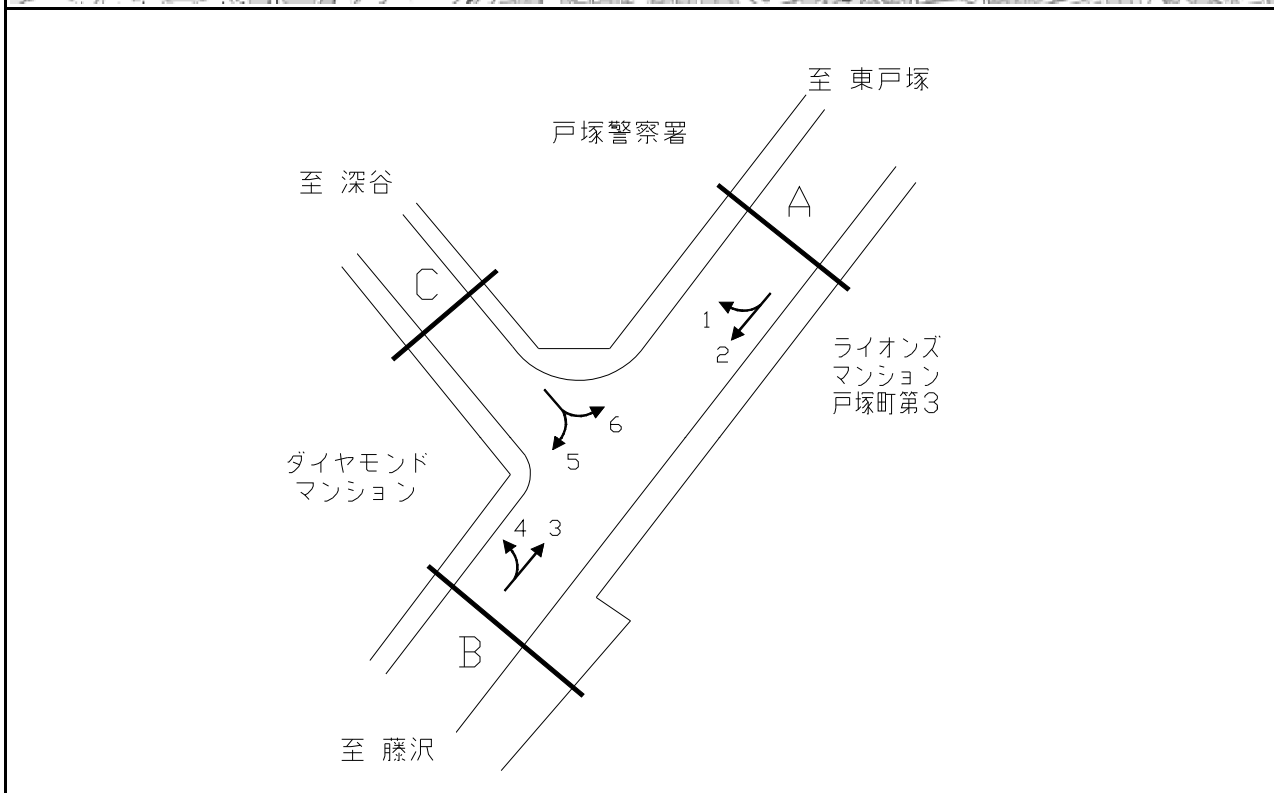 至 東戸塚
戸塚警察署
至 深谷
A
C
1
2
ライオンズ
マンション
戸塚町第3
6
5
ダイヤモンド
マンション
4 3
B
至 藤沢